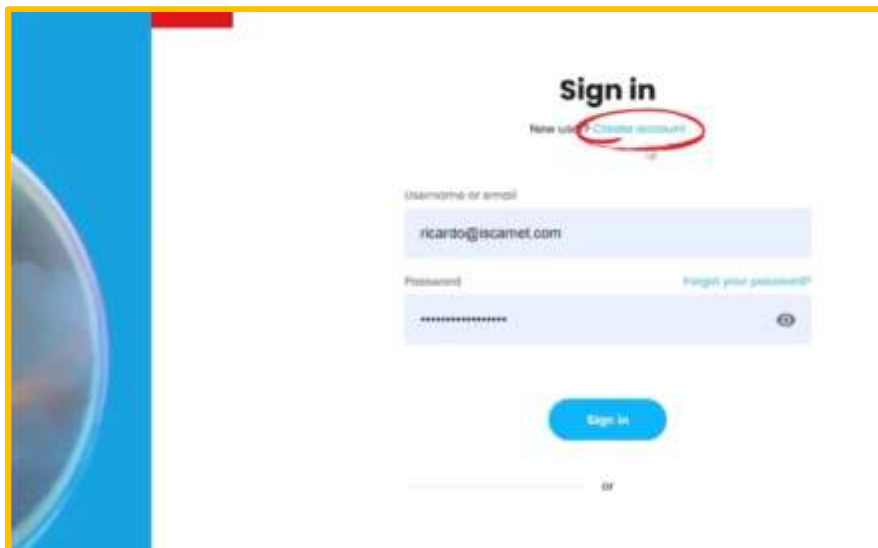 Sign in
New user? Create account
Username or email
ricardo@iscamet.com
Password Forgot your password?
••••••••••••••••••
Sign in
or